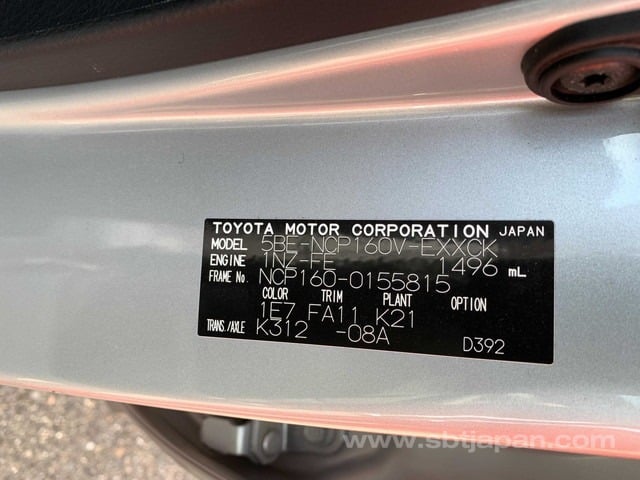 TOYOTA MOTOR CORPORATION JAPAN
MODEL 5BE-NCP160V-EXXCK
ENGINE 1NZ-FE 1496 mL
FRAME No. NCP160-0155815
COLOR TRIM PLANT OPTION
1E7 FA11 K21
TRANS./AXLE K312 -08A
D392
www.sbtjapan.com